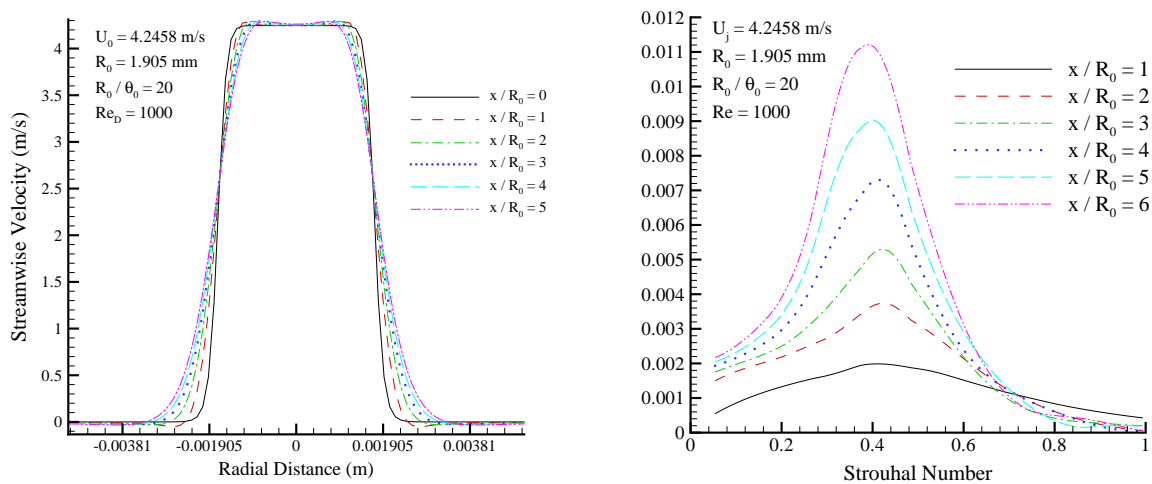 U₀ = 4.2458 m/s
R₀ = 1.905 mm
R₀ / θ₀ = 20
Re_D = 1000
x / R₀ = 0
x / R₀ = 1
x / R₀ = 2
x / R₀ = 3
x / R₀ = 4
x / R₀ = 5
Streamwise Velocity (m/s)
4
3.5
3
2.5
2
1.5
1
0.5
0
-0.00381
-0.001905
0
0.001905
0.00381
Radial Distance (m)
U_j = 4.2458 m/s
R₀ = 1.905 mm
R₀ / θ₀ = 20
Re = 1000
x / R₀ = 1
x / R₀ = 2
x / R₀ = 3
x / R₀ = 4
x / R₀ = 5
x / R₀ = 6
0.012
0.011
0.010
0.009
0.008
0.007
0.006
0.005
0.004
0.003
0.002
0.001
0
0
0.2
0.4
0.6
0.8
1
Strouhal Number